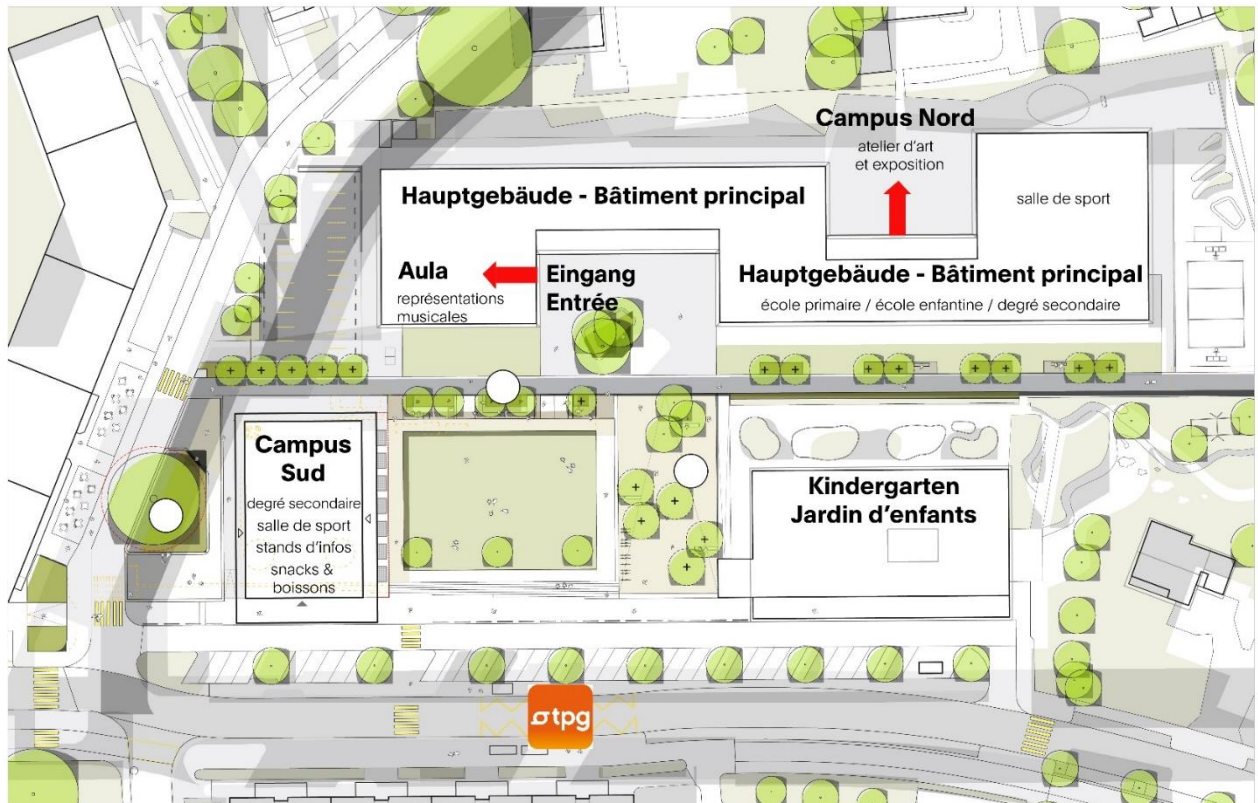 Campus Nord
atelier d'art
et exposition
Hauptgebäude - Bâtiment principal
salle de sport
Aula
représentations
musicales
Eingang
Entrée
Hauptgebäude - Bâtiment principal
école primaire / école enfantine / degré secondaire
Campus
Sud
degré secondaire
salle de sport
stands d'infos
snacks &
boissons
Kindergarten
Jardin d'enfants
tpg